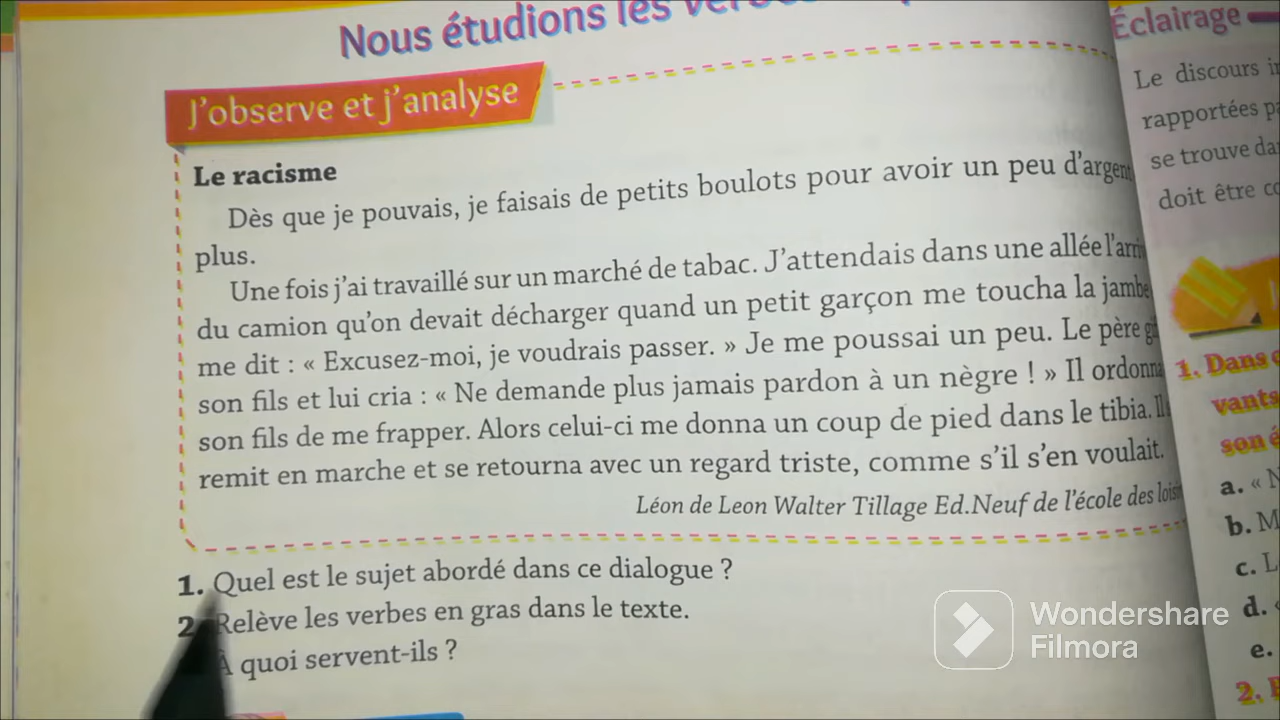 Nous étudions les
Éclairage
J'observe et j'analyse
Le racisme
Dès que je pouvais, je faisais de petits boulots pour avoir un peu d'argent
plus.
Une fois j'ai travaillé sur un marché de tabac. J'attendais dans une allée
du camion qu'on devait décharger quand un petit garçon me toucha la jambe
me dit : « Excusez-moi, je voudrais passer. » Je me poussai un peu. Le père
son fils et lui cria : « Ne demande plus jamais pardon à un nègre ! » Il ordonna
son fils de me frapper. Alors celui-ci me donna un coup de pied dans le tibia.
remit en marche et se retourna avec un regard triste, comme s'il s'en voulait.
Léon de Leon Walter Tillage Ed.Neuf de l'école des
1. Quel est le sujet abordé dans ce dialogue ?
2. Relève les verbes en gras dans le texte.
À quoi servent-ils ?
Le discours
rapportées
se trouve
doit être
1. Dans
vants
son
a. «
b.
c.
d.
e.
2.
Wondershare
Filmora